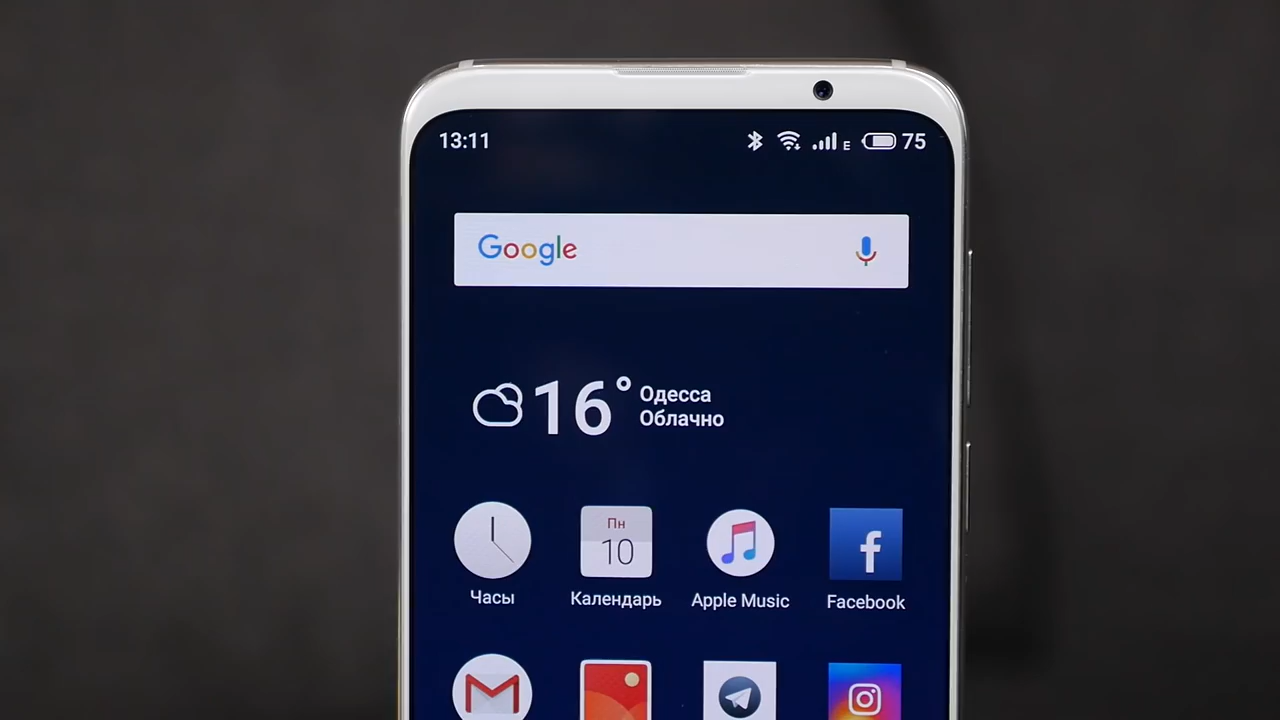 13:11
E 75
Google
16°
Одесса
Облачно
Пн
10
Часы Календарь Apple Music Facebook